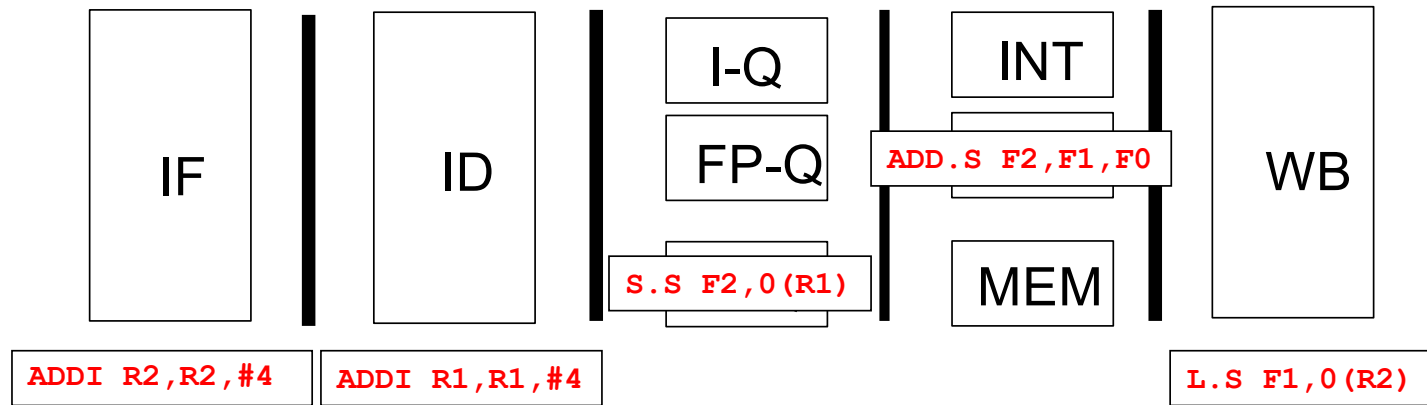 I-Q
INT
IF
ID
FP-Q
ADD.S F2,F1,F0
WB
S.S F2,0(R1)
MEM
ADDI R2,R2,#4
ADDI R1,R1,#4
L.S F1,0(R2)